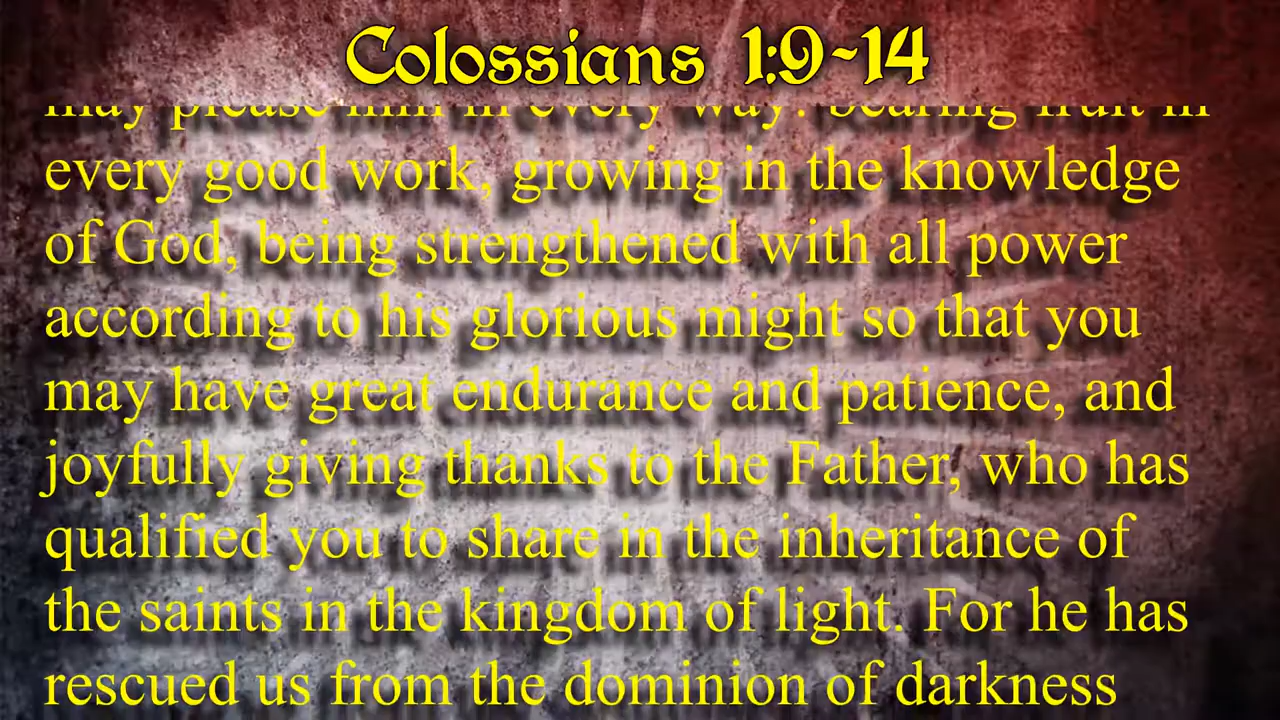 Colossians 1:9-14
may please him in every way: bearing fruit in
every good work, growing in the knowledge
of God, being strengthened with all power
according to his glorious might so that you
may have great endurance and patience, and
joyfully giving thanks to the Father, who has
qualified you to share in the inheritance of
the saints in the kingdom of light. For he has
rescued us from the dominion of darkness